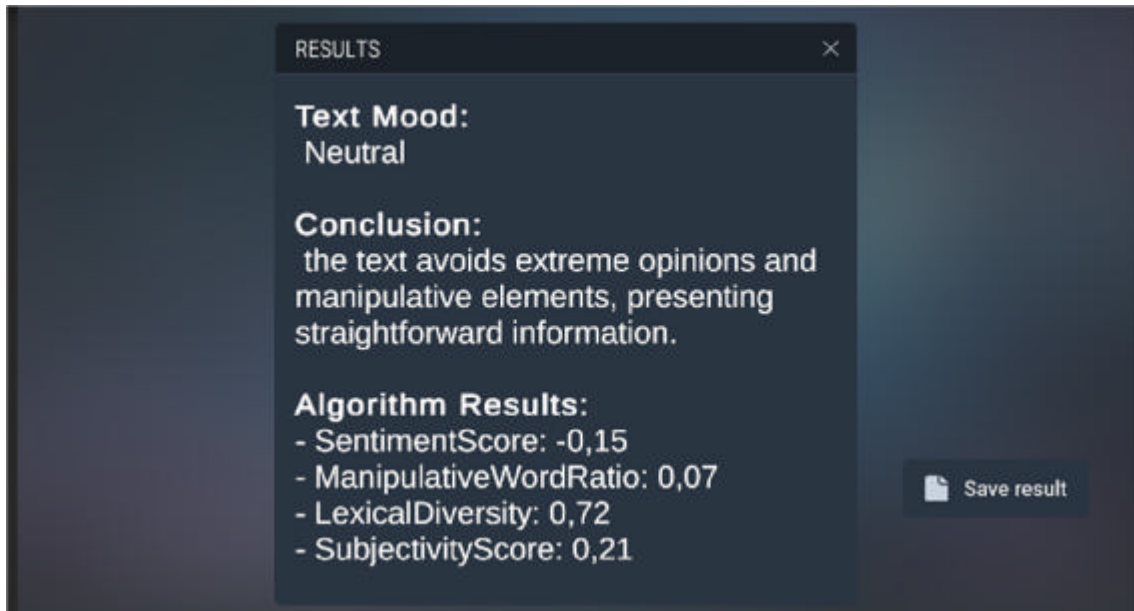 RESULTS
Text Mood:
Neutral
Conclusion:
the text avoids extreme opinions and
manipulative elements, presenting
straightforward information.
Algorithm Results:
- SentimentScore: -0,15
- ManipulativeWordRatio: 0,07
- LexicalDiversity: 0,72
- SubjectivityScore: 0,21
Save result